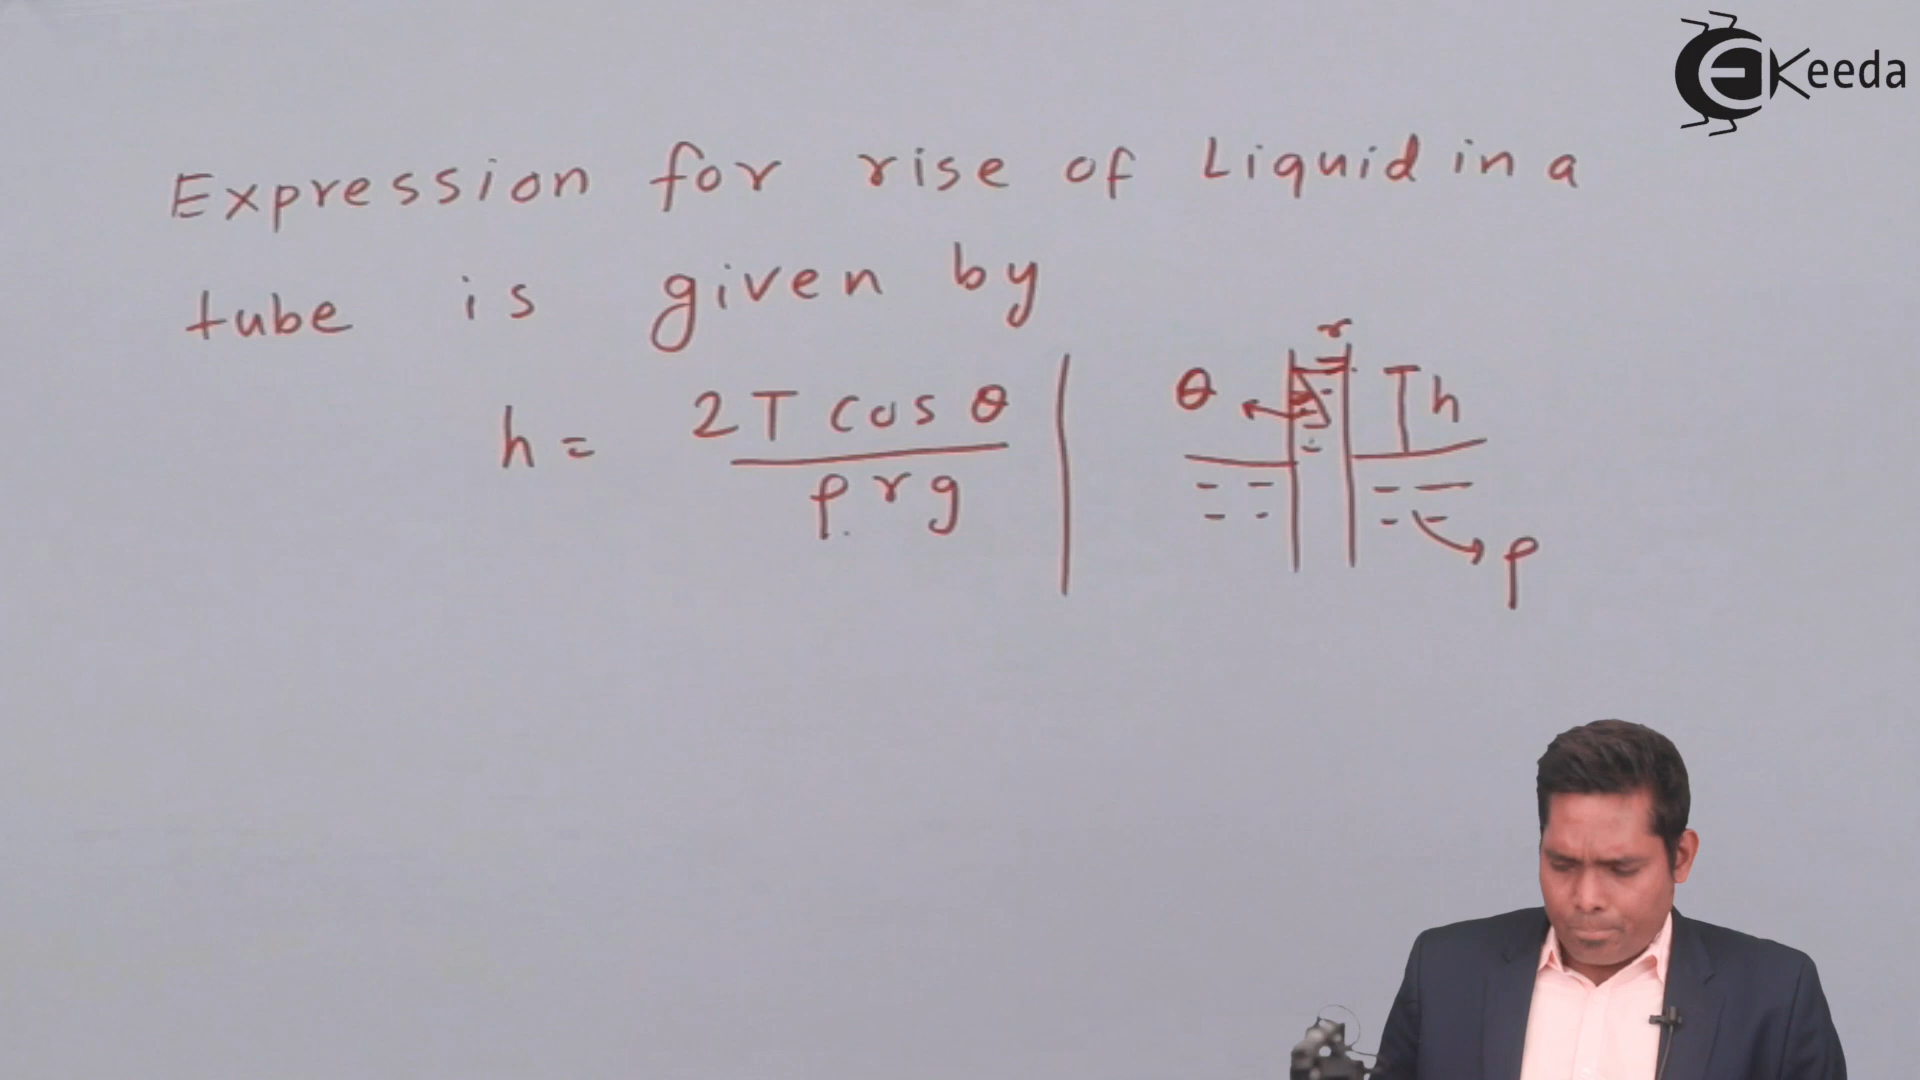 EKeeda
Expression for rise of Liquid in a
tube is given by
h = 2T cos θ / ρ r g
r
θ
h
ρ